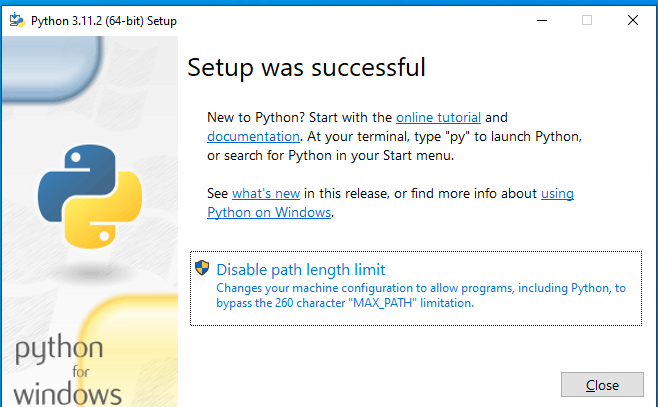 Python 3.11.2 (64-bit) Setup
Setup was successful
New to Python? Start with the online tutorial and
documentation. At your terminal, type "py" to launch Python,
or search for Python in your Start menu.
See what's new in this release, or find more info about using
Python on Windows.
Disable path length limit
Changes your machine configuration to allow programs, including Python, to
bypass the 260 character "MAX_PATH" limitation.
python
for
windows
Close